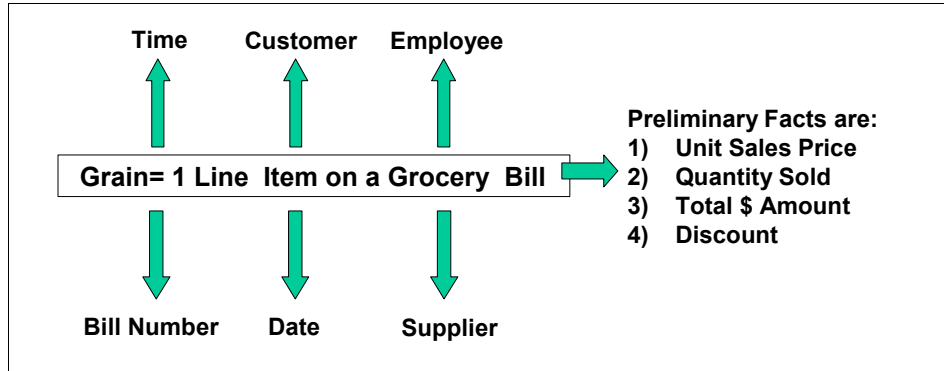 Time Customer Employee
Preliminary Facts are:
1) Unit Sales Price
Grain= 1 Line Item on a Grocery Bill
2) Quantity Sold
3) Total $ Amount
4) Discount
Bill Number Date Supplier